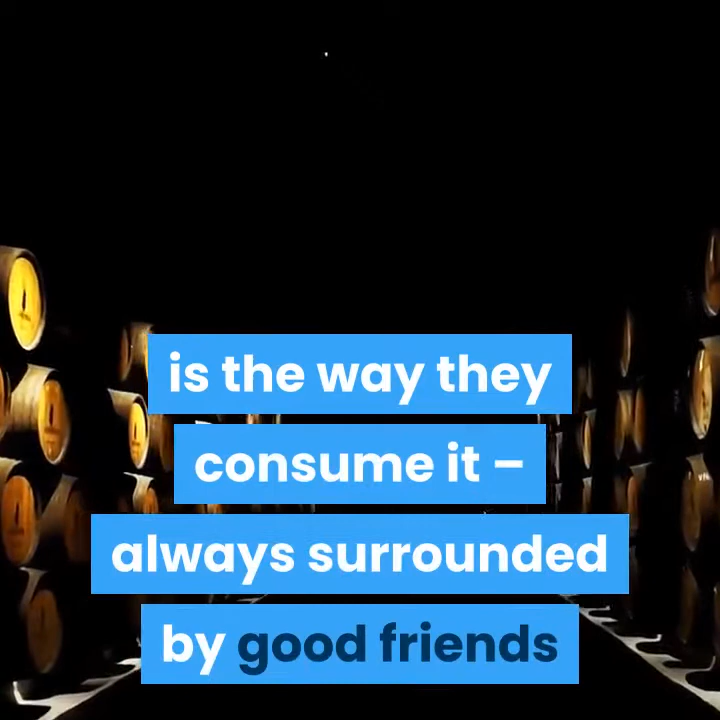 is the way they
consume it –
always surrounded
by good friends